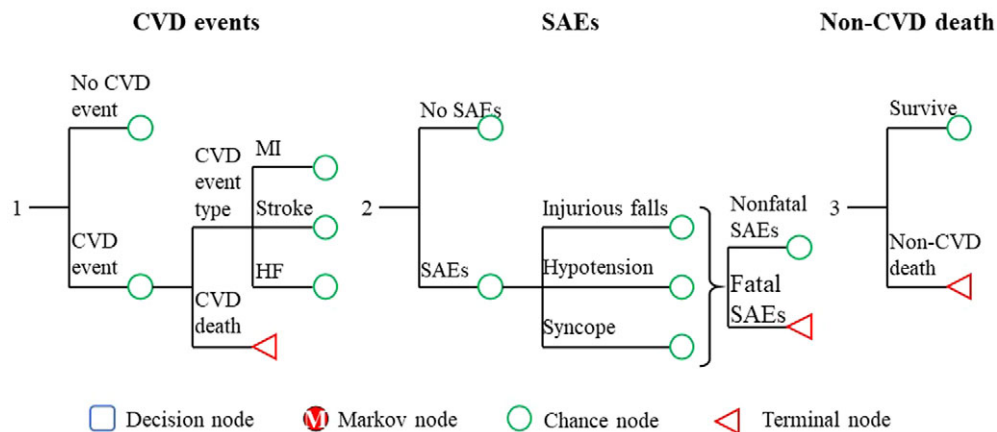 CVD events
SAEs
Non-CVD death
1
No CVD
event
CVD
event
CVD
event
type
MI
Stroke
HF
CVD
death
2
No SAEs
SAEs
Injurious falls
Hypotension
Syncope
Nonfatal
SAEs
Fatal
SAEs
3
Survive
Non-CVD
death
Decision node
M Markov node
Chance node
Terminal node